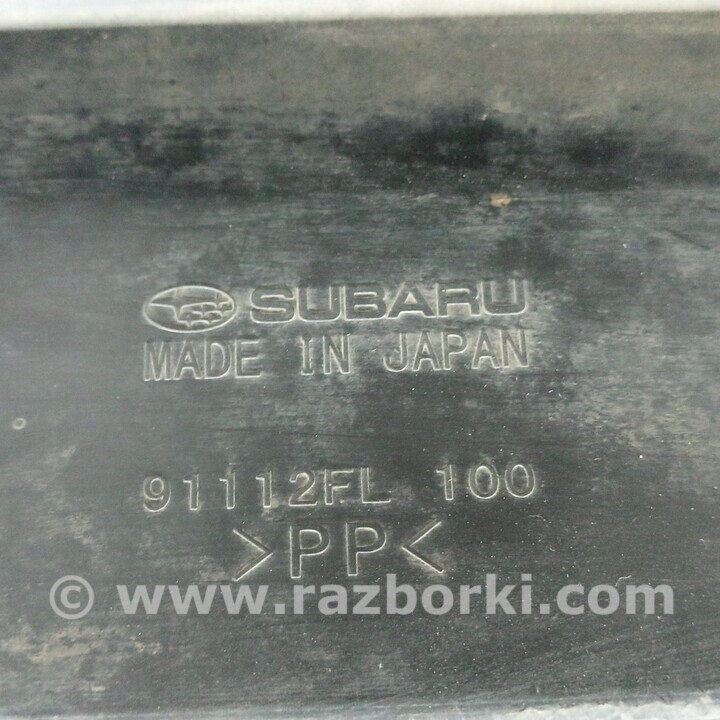 SUBARU
MADE IN JAPAN
91112FL 100
>PP<
© www.razborki.com